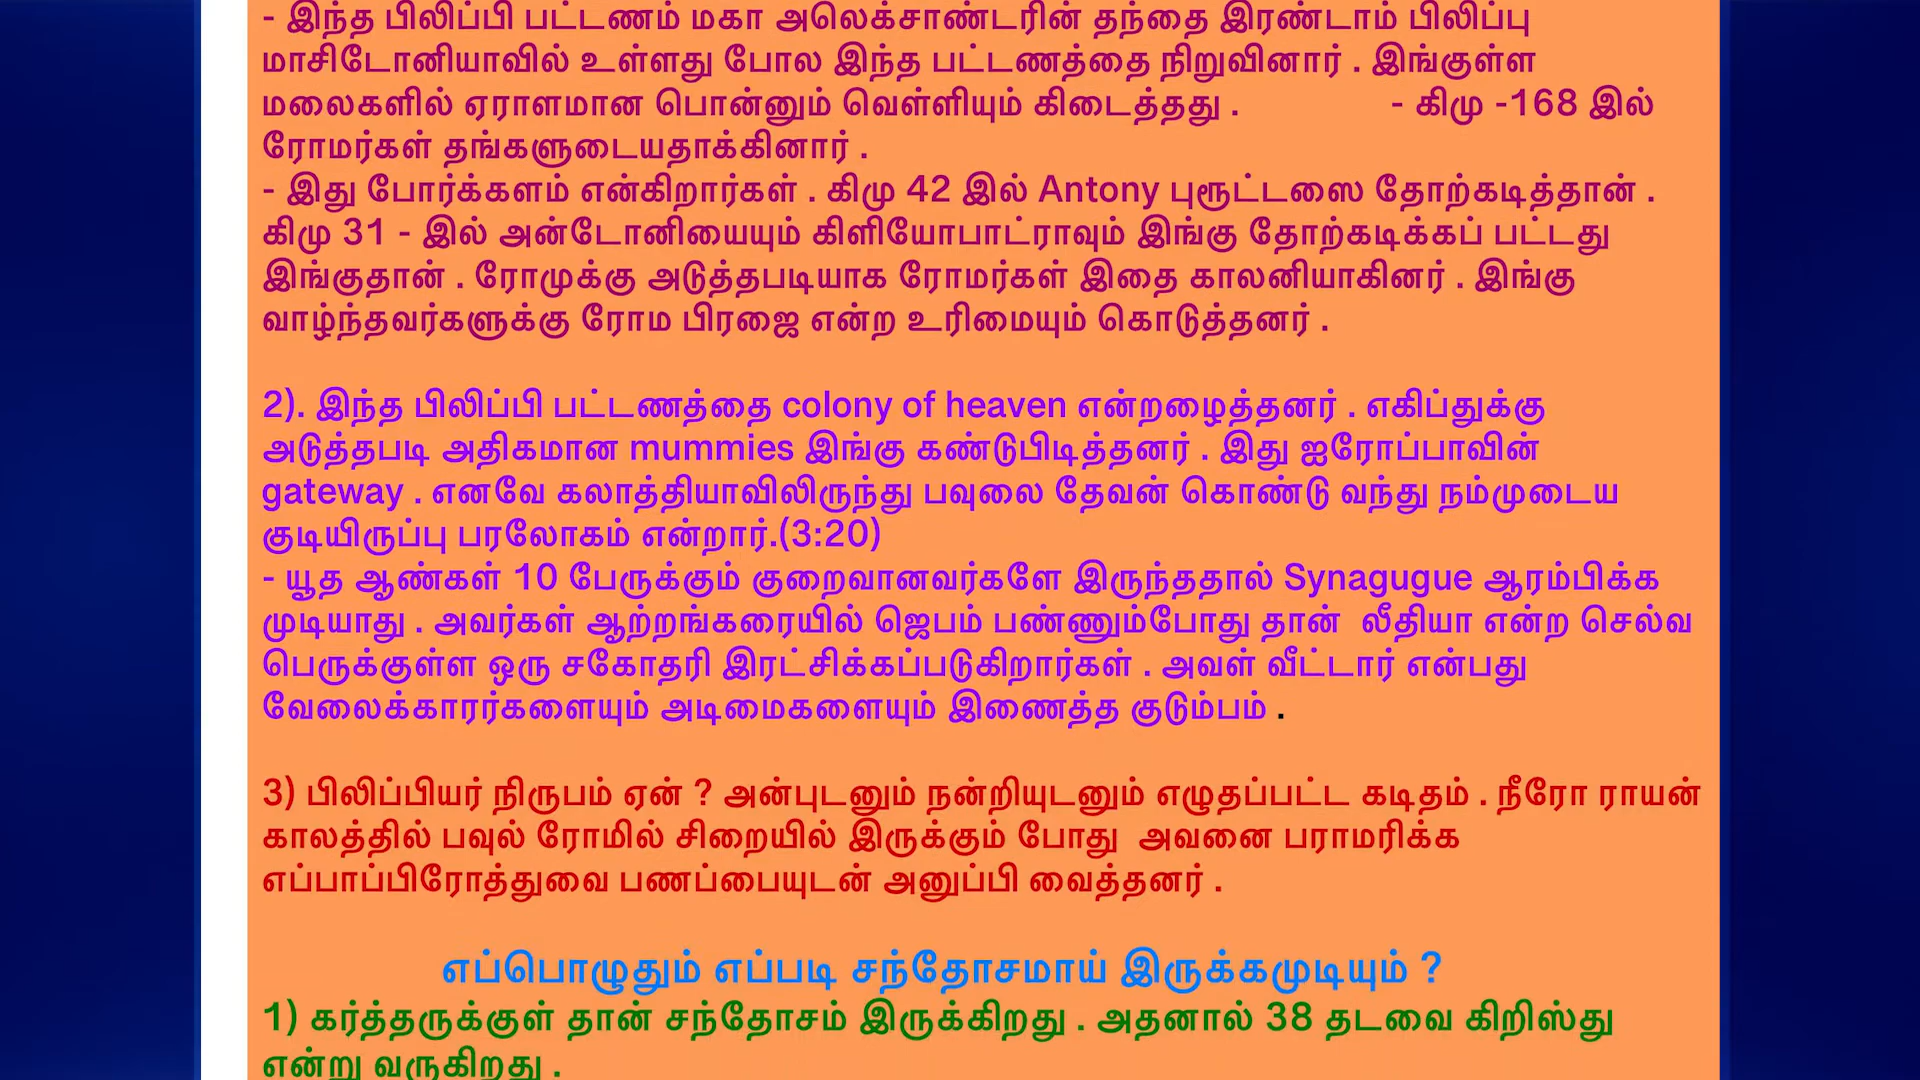 - இந்த பிலிப்பி பட்டணம் மகா அலெக்சாண்டரின் தந்தை இரண்டாம் பிலிப்பு
மாசிடோனியாவில் உள்ளது போல இந்த பட்டணத்தை நிறுவினார் . இங்குள்ள
மலைகளில் ஏராளமான பொன்னும் வெள்ளியும் கிடைத்தது . - கிமு -168 இல்
ரோமர்கள் தங்களுடையதாக்கினார் .
- இது போர்க்களம் என்கிறார்கள் . கிமு 42 இல் Antony புரூட்டஸை தோற்கடித்தான் .
கிமு 31 - இல் அன்டோனியையும் கிளியோபாட்ராவும் இங்கு தோற்கடிக்கப் பட்டது
இங்குதான் . ரோமுக்கு அடுத்தபடியாக ரோமர்கள் இதை காலனியாகினர் . இங்கு
வாழ்ந்தவர்களுக்கு ரோம பிரஜை என்ற உரிமையும் கொடுத்தனர் .
2). இந்த பிலிப்பி பட்டணத்தை colony of heaven என்றழைத்தனர் . எகிப்துக்கு
அடுத்தபடி அதிகமான mummies இங்கு கண்டுபிடித்தனர் . இது ஐரோப்பாவின்
gateway . எனவே கலாத்தியாவிலிருந்து பவுலை தேவன் கொண்டு வந்து நம்முடைய
குடியிருப்பு பரலோகம் என்றார்.(3:20)
- யூத ஆண்கள் 10 பேருக்கும் குறைவானவர்களே இருந்ததால் Synagugue ஆரம்பிக்க
முடியாது . அவர்கள் ஆற்றங்கரையில் ஜெபம் பண்ணும்போது தான் லீதியா என்ற செல்வ
பெருக்குள்ள ஒரு சகோதரி இரட்சிக்கப்படுகிறார்கள் . அவள் வீட்டார் என்பது
வேலைக்காரர்களையும் அடிமைகளையும் இணைத்த குடும்பம் .
3) பிலிப்பியர் நிருபம் ஏன் ? அன்புடனும் நன்றியுடனும் எழுதப்பட்ட கடிதம் . நீரோ ராயன்
காலத்தில் பவுல் ரோமில் சிறையில் இருக்கும் போது அவனை பராமரிக்க
எப்பாப்பிரோத்துவை பணப்பையுடன் அனுப்பி வைத்தனர் .
எப்பொழுதும் எப்படி சந்தோசமாய் இருக்கமுடியும் ?
1) கர்த்தருக்குள் தான் சந்தோசம் இருக்கிறது . அதனால் 38 தடவை கிறிஸ்து
என்று வருகிறது .